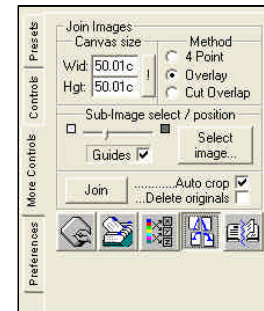 Presets
Controls
More Controls
Preferences
Join Images
Canvas size
Wid: 50.01c
Hgt: 50.01c
!
Method
4 Point
Overlay
Cut Overlap
Sub-Image select / position
Guides
Select
image...
Join
............Auto crop
...Delete originals